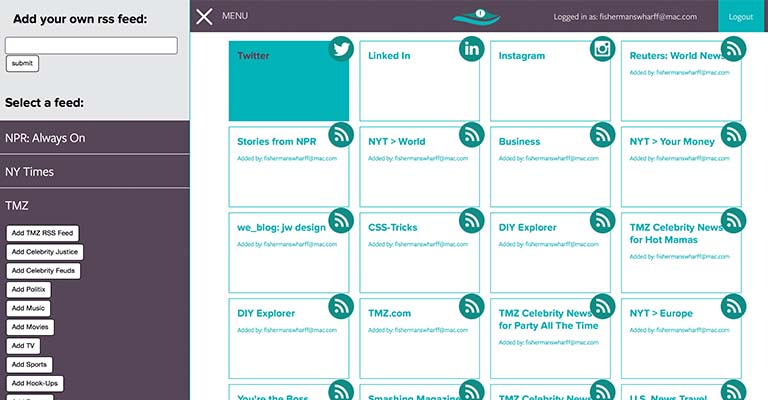 Add your own rss feed:
submit
Select a feed:
NPR: Always On
NY Times
TMZ
Add TMZ RSS Feed
Add Celebrity Justice
Add Celebrity Feuds
Add Politix
Add Music
Add Movies
Add TV
Add Sports
Add Hook-Ups
MENU
Logged in as: fishermanswharff@mac.com
Logout
Twitter
Linked In
Instagram
Reuters: World News
Added by: fishermanswharff@mac.com
Stories from NPR
Added by: fishermanswharff@mac.com
NYT > World
Added by: fishermanswharff@mac.com
Business
Added by: fishermanswharff@mac.com
NYT > Your Money
Added by: fishermanswharff@mac.com
we_blog: jw design
Added by: fishermanswharff@mac.com
CSS-Tricks
Added by: fishermanswharff@mac.com
DIY Explorer
Added by: fishermanswharff@mac.com
TMZ Celebrity News
for Hot Mamas
Added by: fishermanswharff@mac.com
DIY Explorer
Added by: fishermanswharff@mac.com
TMZ.com
Added by: fishermanswharff@mac.com
TMZ Celebrity News
for Party All The Time
Added by: fishermanswharff@mac.com
NYT > Europe
Added by: fishermanswharff@mac.com
You're the Boss
Smashing Magazine
TMZ Celebrity News
U.S. News Travel